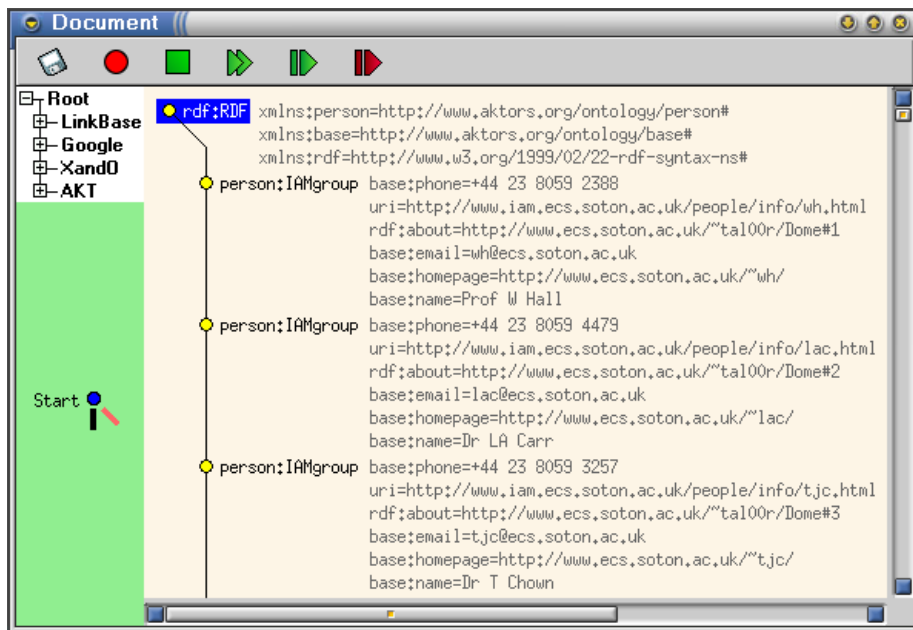 Document
Root
LinkBase
Google
XandO
AKT
Start
rdf:RDF xmlns:person=http://www.aktors.org/ontology/person#
xmlns:base=http://www.aktors.org/ontology/base#
xmlns:rdf=http://www.w3.org/1999/02/22-rdf-syntax-ns#
person:IAMgroup base:phone=+44 23 8059 2388
uri=http://www.iam.ecs.soton.ac.uk/people/info/wh.html
rdf:about=http://www.ecs.soton.ac.uk/~tal00r/Dome#1
base:email=wh@ecs.soton.ac.uk
base:homepage=http://www.ecs.soton.ac.uk/~wh/
base:name=Prof W Hall
person:IAMgroup base:phone=+44 23 8059 4479
uri=http://www.iam.ecs.soton.ac.uk/people/info/lac.html
rdf:about=http://www.ecs.soton.ac.uk/~tal00r/Dome#2
base:email=lac@ecs.soton.ac.uk
base:homepage=http://www.ecs.soton.ac.uk/~lac/
base:name=Dr LA Carr
person:IAMgroup base:phone=+44 23 8059 3257
uri=http://www.iam.ecs.soton.ac.uk/people/info/tjc.html
rdf:about=http://www.ecs.soton.ac.uk/~tal00r/Dome#3
base:email=tjc@ecs.soton.ac.uk
base:homepage=http://www.ecs.soton.ac.uk/~tjc/
base:name=Dr T Chown